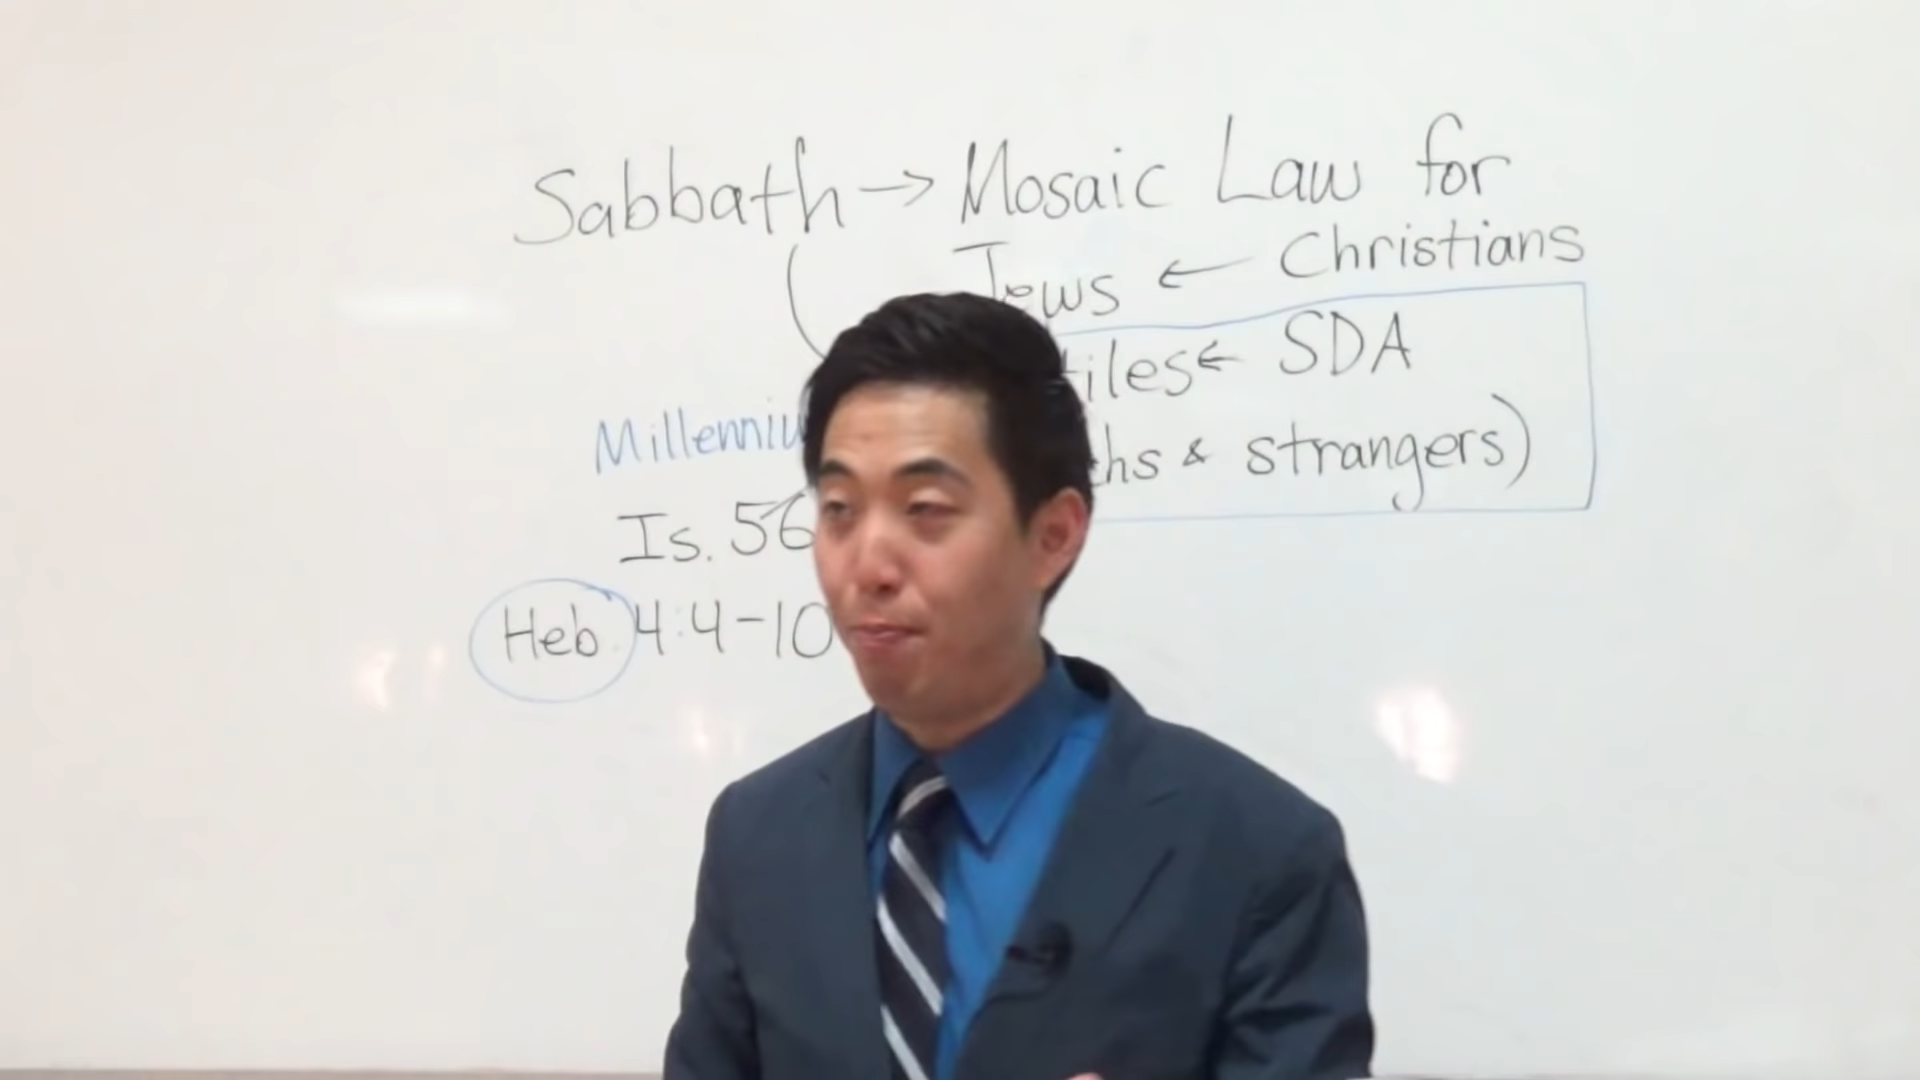 Sabbath → Mosaic Law for
Jews ← Christians
tiles ← SDA
hs & strangers)
Millenniu
Is. 56
Heb. 4:4-10